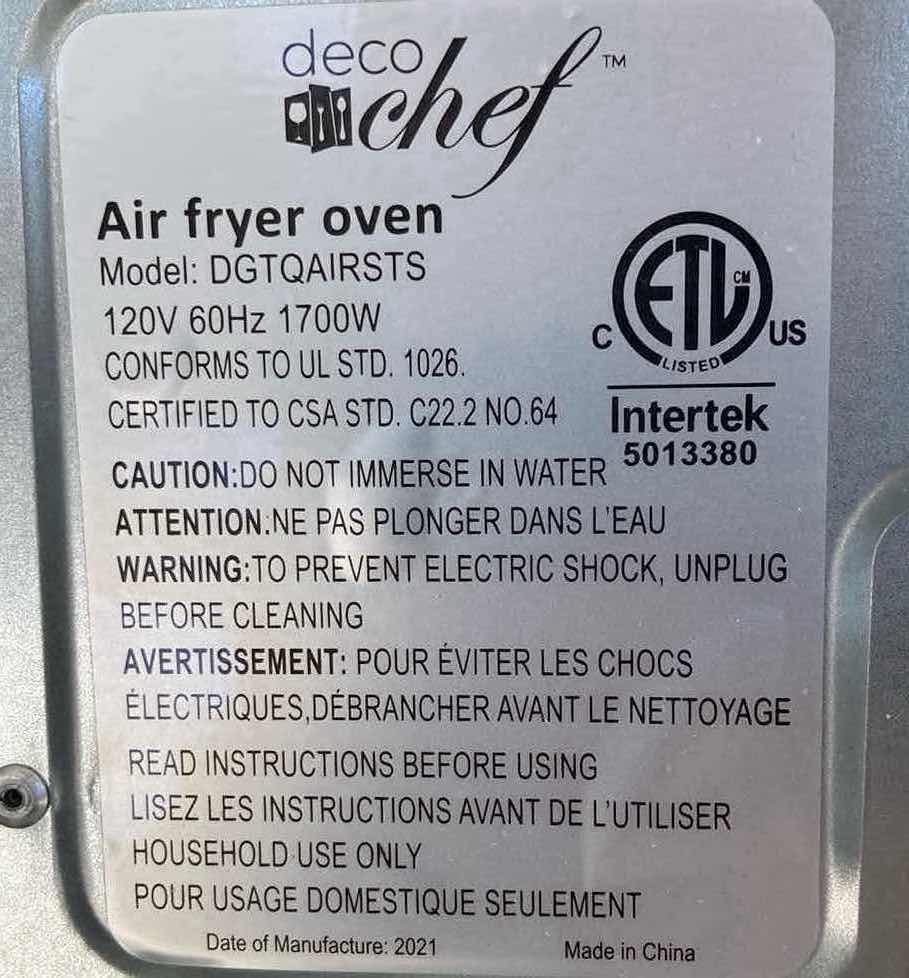 deco
chef™
Air fryer oven
Model: DGTQAIRSTS
120V 60Hz 1700W
CONFORMS TO UL STD. 1026.
CERTIFIED TO CSA STD. C22.2 NO.64
ETL CM
LISTED
C US
Intertek
5013380
CAUTION:DO NOT IMMERSE IN WATER
ATTENTION:NE PAS PLONGER DANS L'EAU
WARNING:TO PREVENT ELECTRIC SHOCK, UNPLUG
BEFORE CLEANING
AVERTISSEMENT: POUR ÉVITER LES CHOCS
ÉLECTRIQUES,DÉBRANCHER AVANT LE NETTOYAGE
READ INSTRUCTIONS BEFORE USING
LISEZ LES INSTRUCTIONS AVANT DE L'UTILISER
HOUSEHOLD USE ONLY
POUR USAGE DOMESTIQUE SEULEMENT
Date of Manufacture: 2021 Made in China